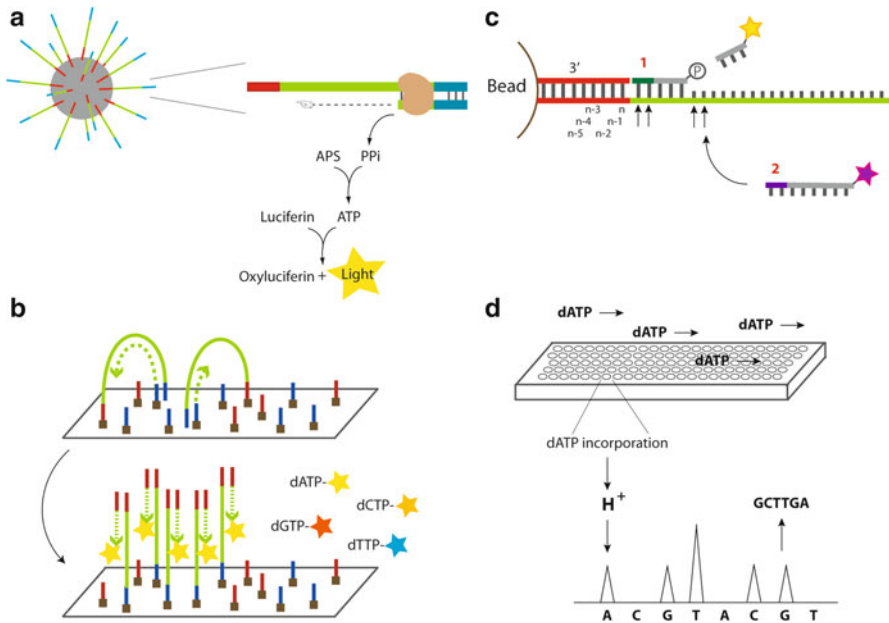 a
APS PPi
Luciferin ATP
Oxyluciferin + Light
b
dATP-
dCTP-
dGTP-
dTTP-
c
Bead
3′ 1 P
n-3 n
n-4 n-1
n-5 n-2
2
d
dATP dATP
dATP
dATP
dATP incorporation
H+ GCTTGA
A C G T A C G T